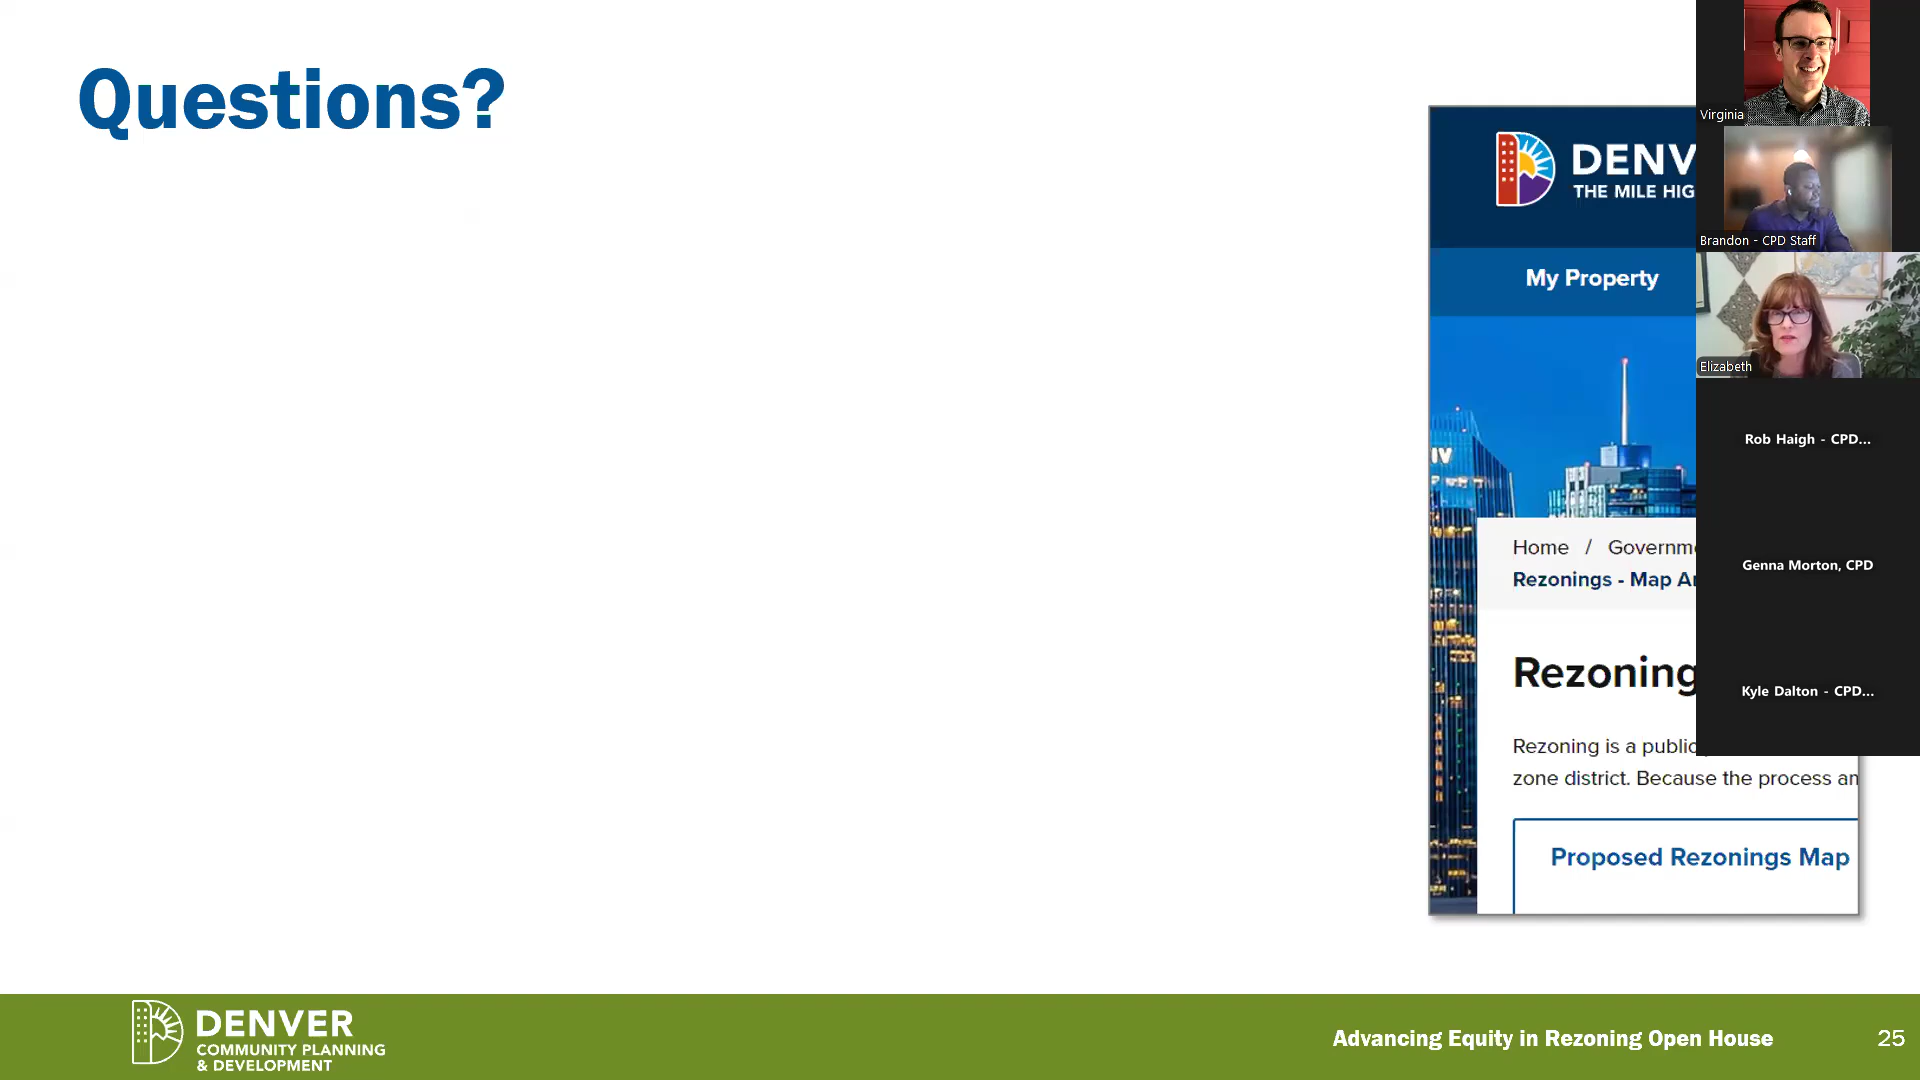 Questions?
DENV
THE MILE HIG
My Property
NV
Home / Governme
Rezonings - Map A
Rezoning
Rezoning is a public
zone district. Because the process an
Proposed Rezonings Map
Virginia
Brandon - CPD Staff
Elizabeth
Rob Haigh - CPD...
Genna Morton, CPD
Kyle Dalton - CPD...
DENVER
COMMUNITY PLANNING
& DEVELOPMENT
Advancing Equity in Rezoning Open House
25